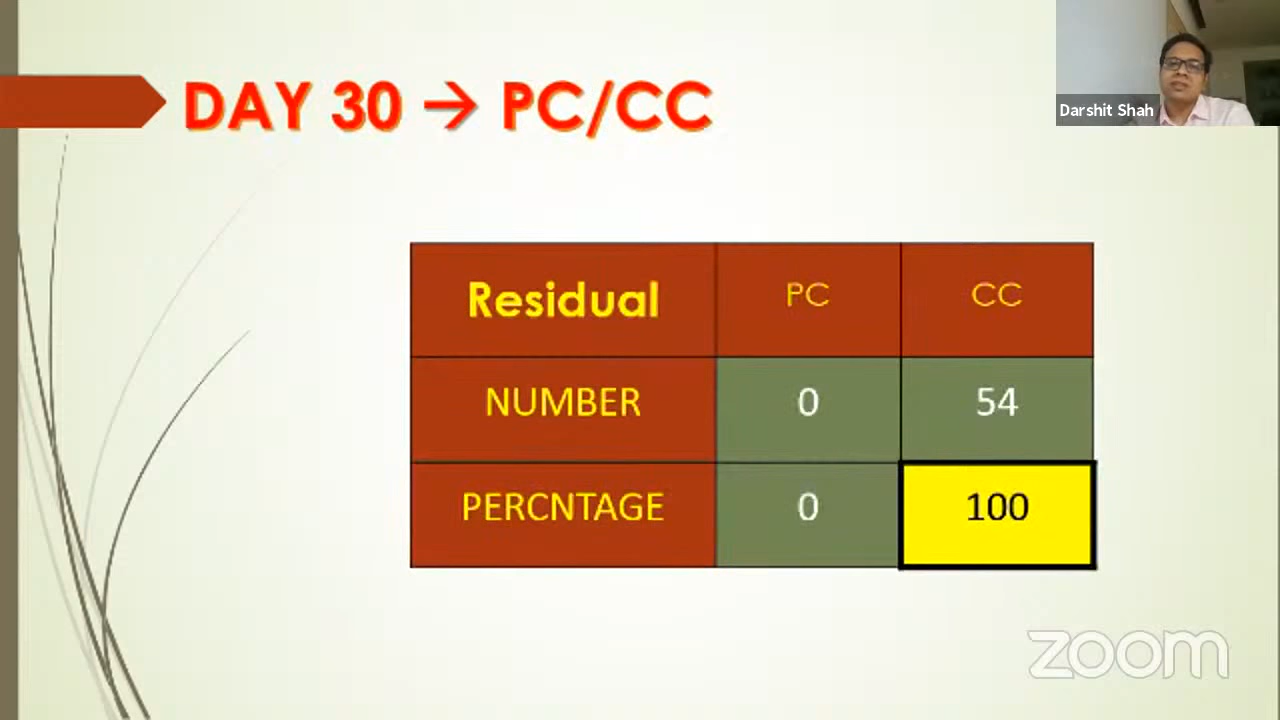 DAY 30 → PC/CC
Darshit Shah
Residual PC CC
NUMBER 0 54
PERCNTAGE 0 100
zoom